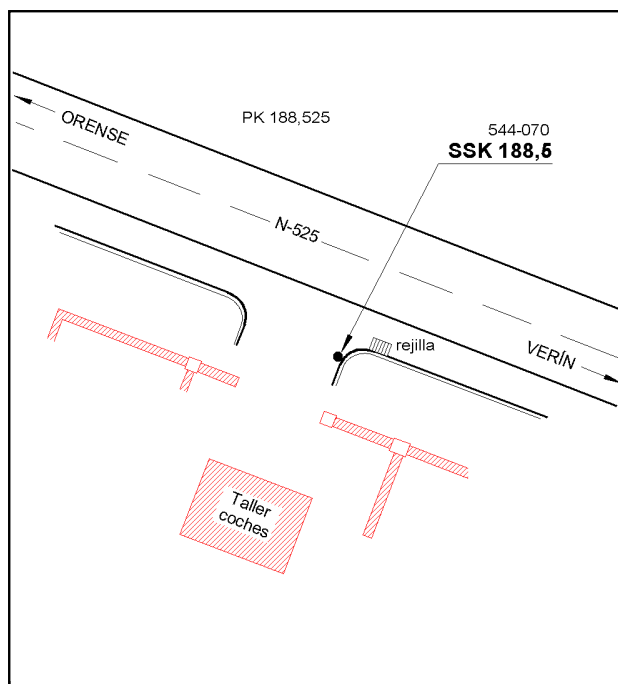 ORENSE
PK 188,525
544-070
SSK 188,5
N-525
rejilla
VERÍN
Taller
coches